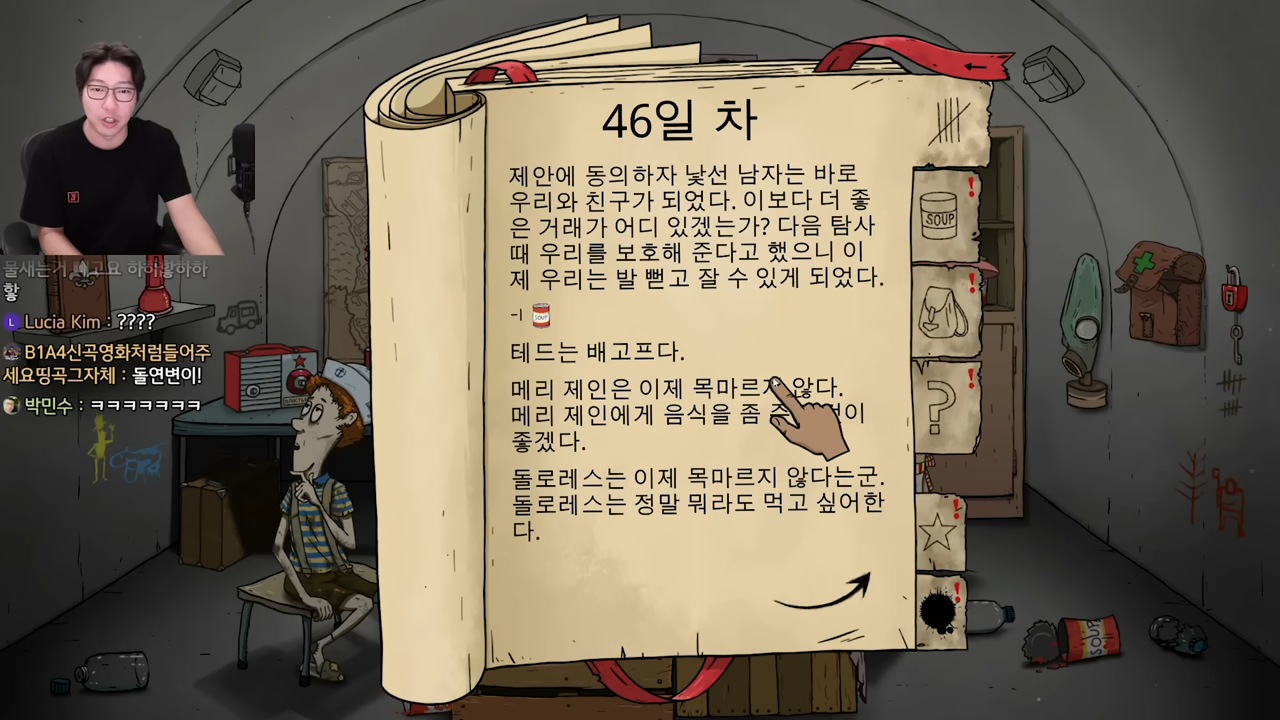 46일 차
제안에 동의하자 낯선 남자는 바로
우리와 친구가 되었다. 이보다 더 좋
은 거래가 어디 있겠는가? 다음 탐사
때 우리를 보호해 준다고 했으니 이
제 우리는 발 뻗고 잘 수 있게 되었다.
-1
SOUP
테드는 배고프다.
메리 제인은 이제 목마르지 않다.
메리 제인에게 음식을 좀
좋겠다.
돌로레스는 이제 목마르지 않다는군.
돌로레스는 정말 뭐라도 먹고 싶어한
다.
SOUP
?
SOUP
하하핳하하
핳
L Lucia Kim : ????
B1A4신곡영화처럼들어주
세요띵곡그자체 : 돌연변이!
박민수 : ㅋㅋㅋㅋㅋㅋㅋ